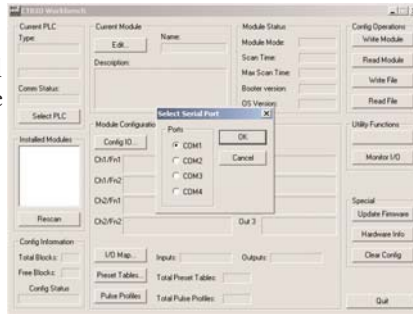 CTRIO Workbench
Current PLC
Type:
Comm Status:
Select PLC
Installed Modules
Rescan
Config Information
Total Blocks:
Free Blocks:
Config Status
Current Module
Edit...
Name:
Description:
Module Configuratio
Config IO...
Ch1/Fn1
Ch1/Fn2
Ch2/Fn1
Ch2/Fn2
Out 3
I/O Map...
Inputs:
Outputs:
Preset Tables...
Total Preset Tables:
Pulse Profiles
Total Pulse Profiles:
Module Status
Module Mode:
Scan Time:
Max Scan Time:
Booter version
OS Version:
Select Serial Port
Ports
COM1
COM2
COM3
COM4
OK
Cancel
Config Operations
Write Module
Read Module
Write File
Read File
Utility Functions
Monitor I/O
Special
Update Firmware
Hardware Info
Clear Config
Quit